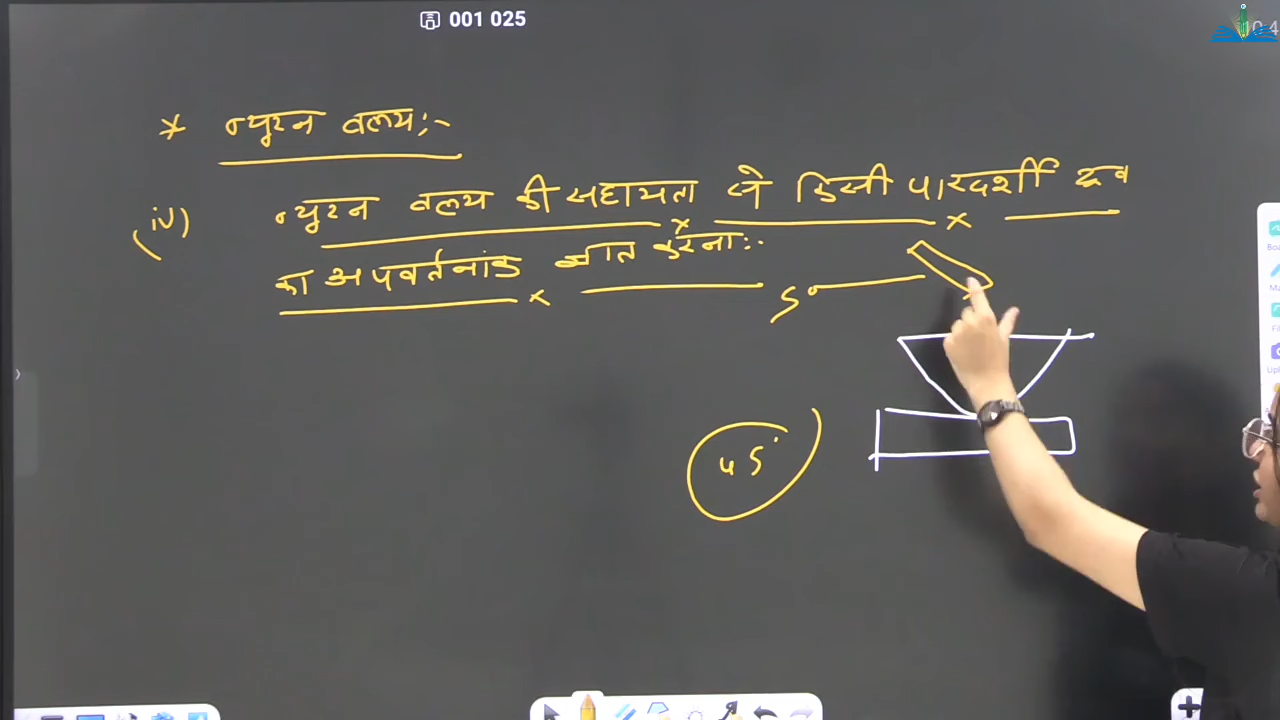 001 025
* न्यूटन वलय:-
(iv) न्यूटन वलय की सहायता से किसी पारदर्शी द्रव
का अपवर्तनांक ज्ञात करना:-
S
45°